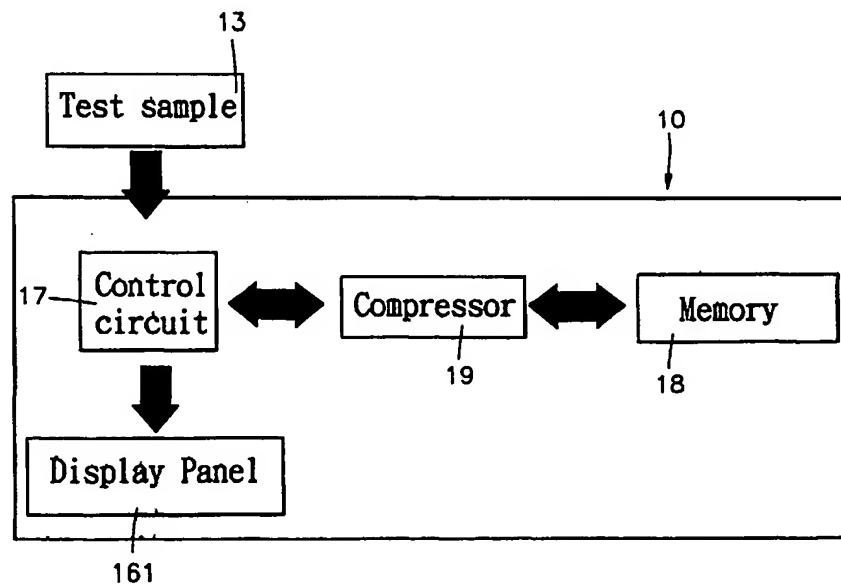 13
Test sample
10
17
Control
circuit
Compressor
19
Memory
18
Display Panel
161